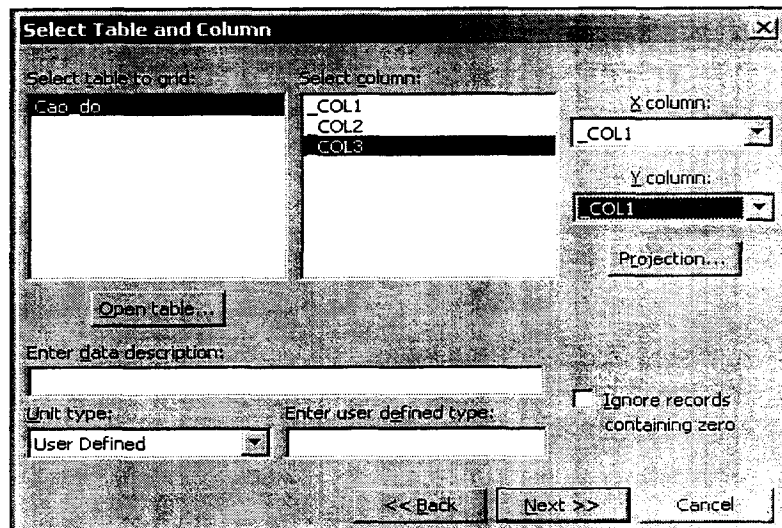 Select Table and Column
Select table to grid:
Cao_do
Select column:
_COL1
_COL2
_COL3
X column:
_COL1
Y column:
_COL1
Projection...
Open table...
Enter data description:
Unit type:
User Defined
Enter user defined type:
Ignore records
containing zero
<< Back
Next >>
Cancel